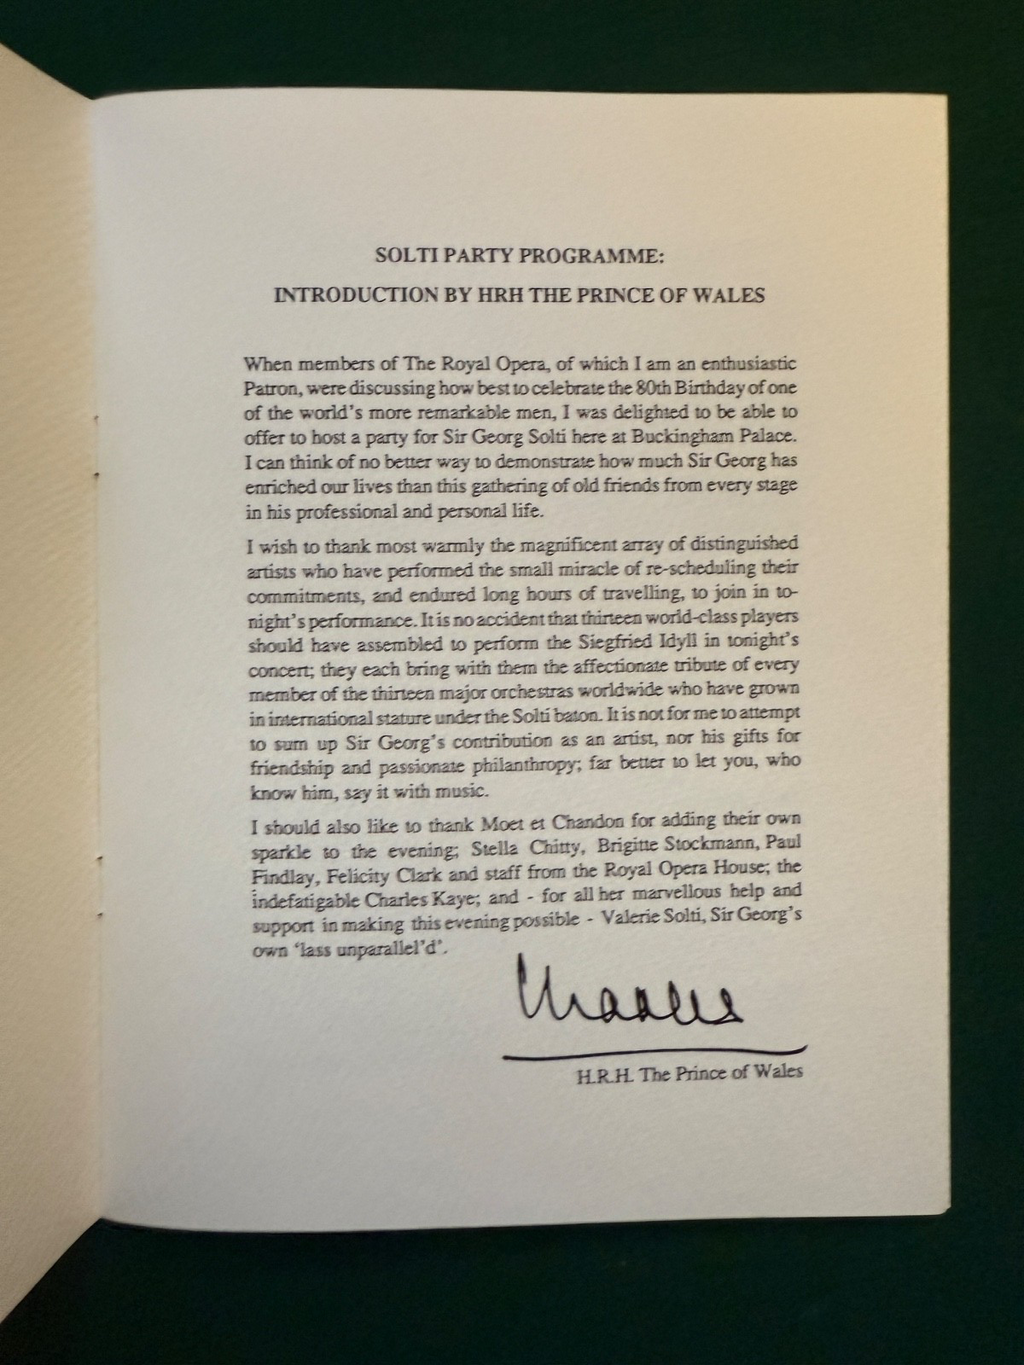 SOLTI PARTY PROGRAMME:
INTRODUCTION BY HRH THE PRINCE OF WALES
When members of The Royal Opera, of which I am an enthusiastic
Patron, were discussing how best to celebrate the 80th Birthday of one
of the world's more remarkable men, I was delighted to be able to
offer to host a party for Sir Georg Solti here at Buckingham Palace.
I can think of no better way to demonstrate how much Sir Georg has
enriched our lives than this gathering of old friends from every stage
in his professional and personal life.
I wish to thank most warmly the magnificent array of distinguished
artists who have performed the small miracle of re-scheduling their
commitments, and endured long hours of travelling, to join in to-
night's performance. It is no accident that thirteen world-class players
should have assembled to perform the Siegfried Idyll in tonight's
concert; they each bring with them the affectionate tribute of every
member of the thirteen major orchestras worldwide who have grown
in international stature under the Solti baton. It is not for me to attempt
to sum up Sir Georg's contribution as an artist, nor his gifts for
friendship and passionate philanthropy; far better to let you, who
know him, say it with music.
I should also like to thank Moet et Chandon for adding their own
sparkle to the evening; Stella Chitty, Brigitte Stockmann, Paul
Findlay, Felicity Clark and staff from the Royal Opera House; the
indefatigable Charles Kaye; and - for all her marvellous help and
support in making this evening possible - Valerie Solti, Sir Georg's
own 'lass unparallel'd'.
Charles
H.R.H. The Prince of Wales